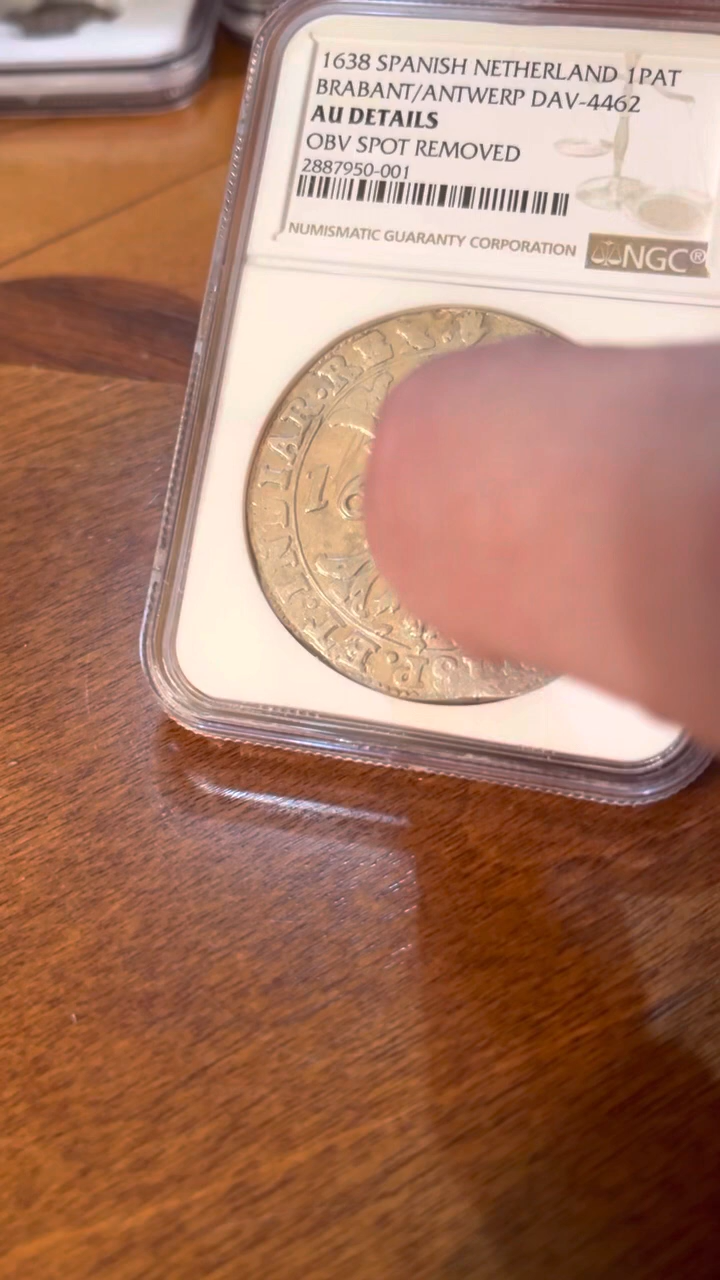 1638 SPANISH NETHERLAND 1PAT
BRABANT/ANTWERP DAV-4462
AU DETAILS
OBV SPOT REMOVED
2887950-001
NUMISMATIC GUARANTY CORPORATION NGC®
16